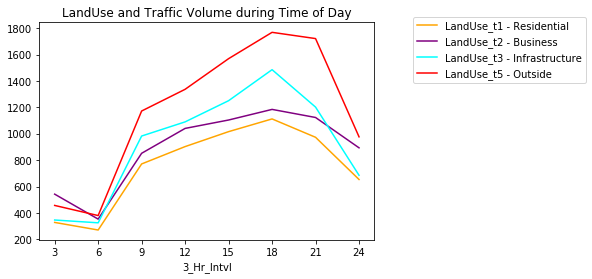 LandUse and Traffic Volume during Time of Day
1800
1600
1400
1200
1000
800
600
400
200
3 6 9 12 15 18 21 24
3_Hr_Intvl
LandUse_t1 - Residential
LandUse_t2 - Business
LandUse_t3 - Infrastructure
LandUse_t5 - Outside